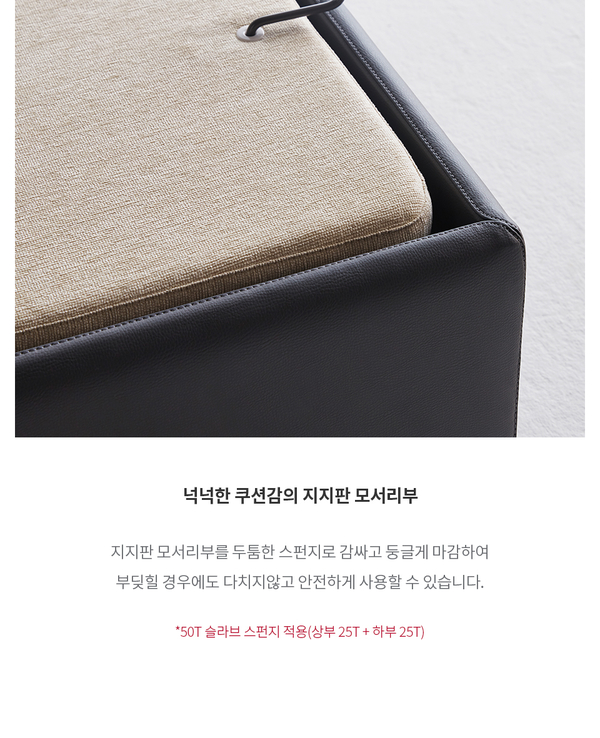 넉넉한 쿠션감의 지지판 모서리부
지지판 모서리부를 두툼한 스펀지로 감싸고 둥글게 마감하여
부딪힐 경우에도 다치지않고 안전하게 사용할 수 있습니다.
*50T 슬라브 스펀지 적용(상부 25T + 하부 25T)